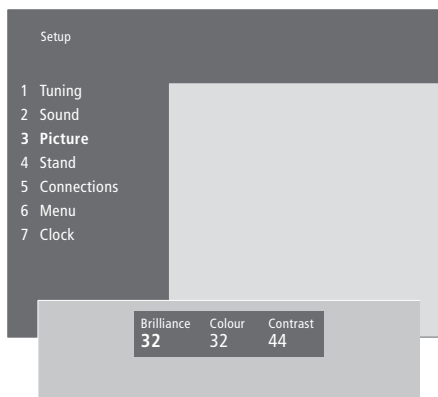 Setup
1 Tuning
2 Sound
3 Picture
4 Stand
5 Connections
6 Menu
7 Clock
Brilliance Colour Contrast
32 32 44